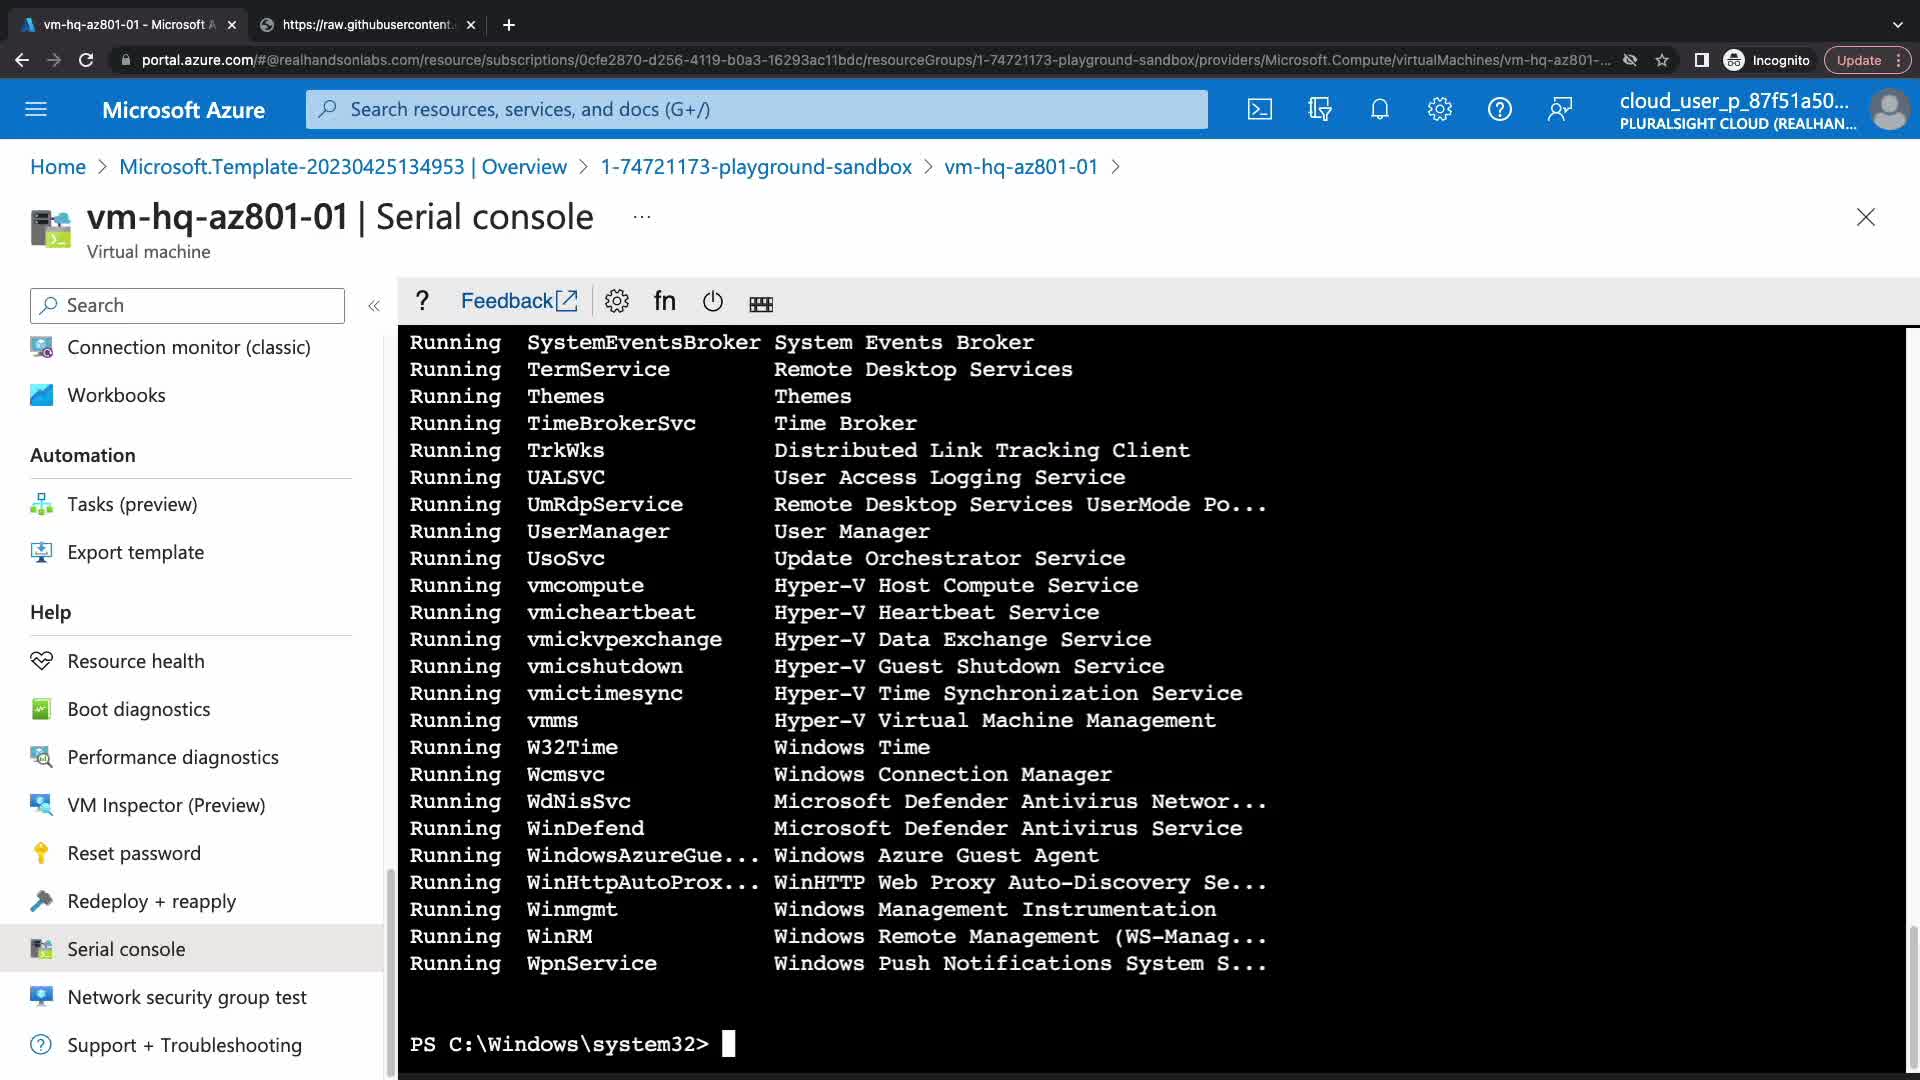 vm-hq-az801-01 - Microsoft A
https://raw.githubusercontent.
portal.azure.com/#@realhandsonlabs.com/resource/subscriptions/0cfe2870-d256-4119-b0a3-16293ac11bdc/resourceGroups/1-74721173-playground-sandbox/providers/Microsoft.Compute/virtualMachines/vm-hq-az801-...
Incognito
Update
Microsoft Azure
Search resources, services, and docs (G+/)
cloud_user_p_87f51a50...
PLURALSIGHT CLOUD (REALHAN...
Home > Microsoft.Template-20230425134953 | Overview > 1-74721173-playground-sandbox > vm-hq-az801-01 >
vm-hq-az801-01 | Serial console ...
Virtual machine
Search
«
Connection monitor (classic)
Workbooks
Automation
Tasks (preview)
Export template
Help
Resource health
Boot diagnostics
Performance diagnostics
VM Inspector (Preview)
Reset password
Redeploy + reapply
Serial console
Network security group test
Support + Troubleshooting
? Feedback fn
Running SystemEventsBroker System Events Broker
Running TermService Remote Desktop Services
Running Themes Themes
Running TimeBrokerSvc Time Broker
Running TrkWks Distributed Link Tracking Client
Running UALSVC User Access Logging Service
Running UmRdpService Remote Desktop Services UserMode Po...
Running UserManager User Manager
Running UsoSvc Update Orchestrator Service
Running vmcompute Hyper-V Host Compute Service
Running vmicheartbeat Hyper-V Heartbeat Service
Running vmickvpexchange Hyper-V Data Exchange Service
Running vmicshutdown Hyper-V Guest Shutdown Service
Running vmictimesync Hyper-V Time Synchronization Service
Running vmms Hyper-V Virtual Machine Management
Running W32Time Windows Time
Running Wcmsvc Windows Connection Manager
Running WdNisSvc Microsoft Defender Antivirus Networ...
Running WinDefend Microsoft Defender Antivirus Service
Running WindowsAzureGue... Windows Azure Guest Agent
Running WinHttpAutoProx... WinHTTP Web Proxy Auto-Discovery Se...
Running Winmgmt Windows Management Instrumentation
Running WinRM Windows Remote Management (WS-Manag...
Running WpnService Windows Push Notifications System S...
PS C:\Windows\system32>